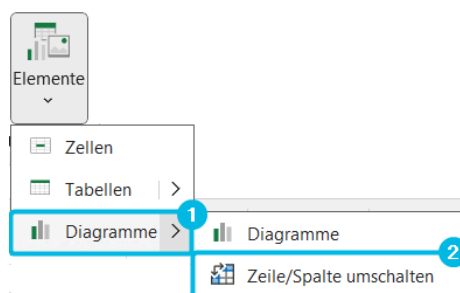 Elemente
Zellen
Tabellen
Diagramme
1
Diagramme
2
Zeile/Spalte umschalten